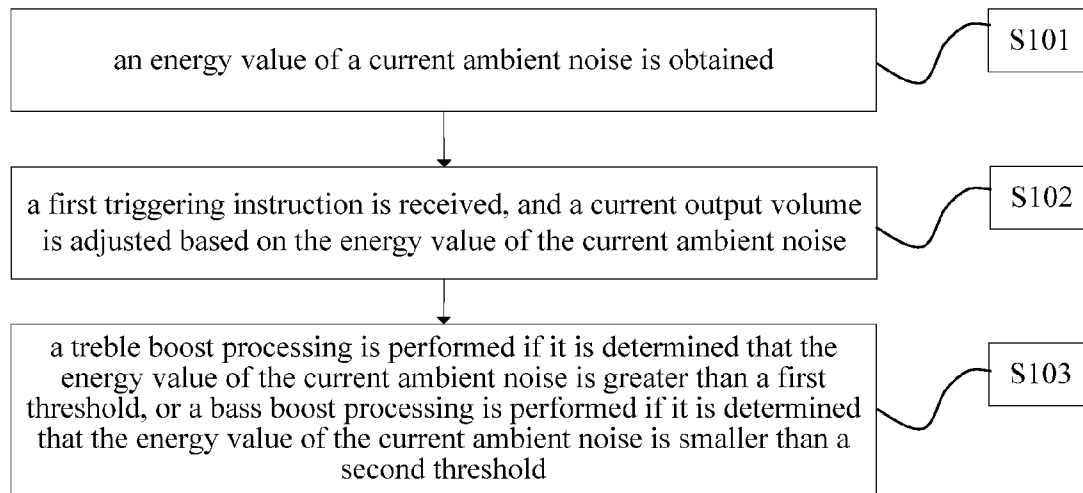 an energy value of a current ambient noise is obtained
S101
a first triggering instruction is received, and a current output volume
is adjusted based on the energy value of the current ambient noise
S102
a treble boost processing is performed if it is determined that the
energy value of the current ambient noise is greater than a first
threshold, or a bass boost processing is performed if it is determined
that the energy value of the current ambient noise is smaller than a
second threshold
S103